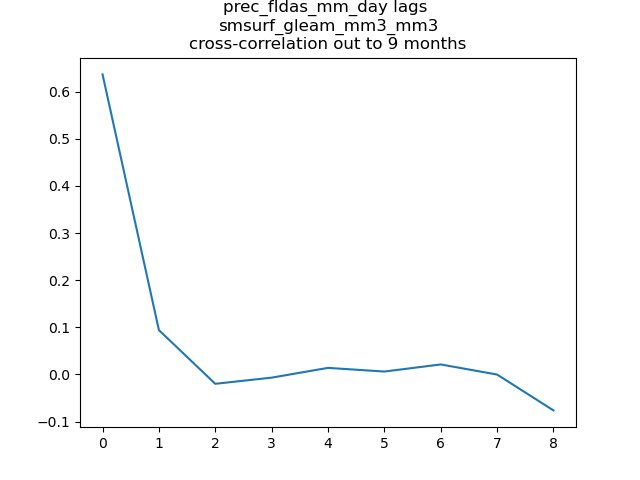 prec_fldas_mm_day lags
smsurf_gleam_mm3_mm3
cross-correlation out to 9 months
0.6
0.5
0.4
0.3
0.2
0.1
0.0
−0.1
0 1 2 3 4 5 6 7 8